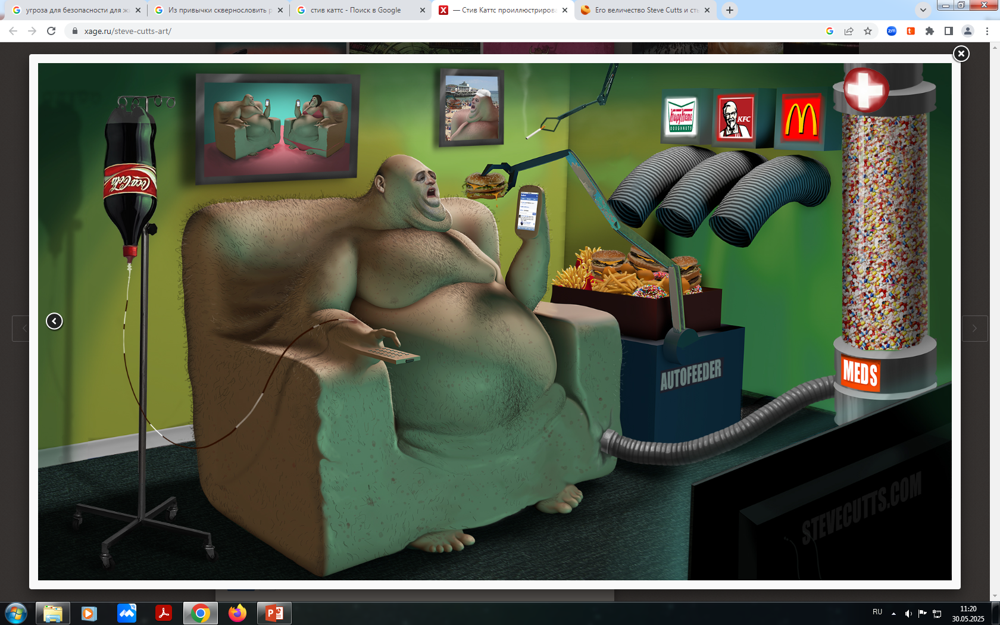 угроза для безопасности для ж
Из привычки сквернословить р
стив каттс - Поиск в Google
— Стив Каттс проиллюстриров
Его величество Steve Cutts и сть
xage.ru/steve-cutts-art/
zm
Coca-Cola
Krispy Kreme
DOUGHNUTS
KFC
MEDS
AUTOFEEDER
STEVECUTTS.COM
RU
11:20
30.05.2025